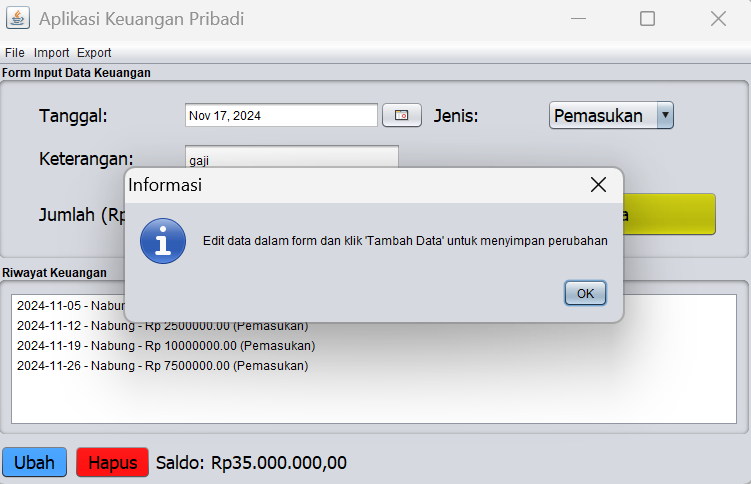 Aplikasi Keuangan Pribadi
File Import Export
Form Input Data Keuangan
Tanggal: Nov 17, 2024 Jenis: Pemasukan
Keterangan: gaji
Informasi
Jumlah (Rp
Edit data dalam form dan klik 'Tambah Data' untuk menyimpan perubahan
OK
Riwayat Keuangan
2024-11-05 - Nabun
2024-11-12 - Nabung - Rp 2500000.00 (Pemasukan)
2024-11-19 - Nabung - Rp 10000000.00 (Pemasukan)
2024-11-26 - Nabung - Rp 7500000.00 (Pemasukan)
Ubah Hapus Saldo: Rp35.000.000,00